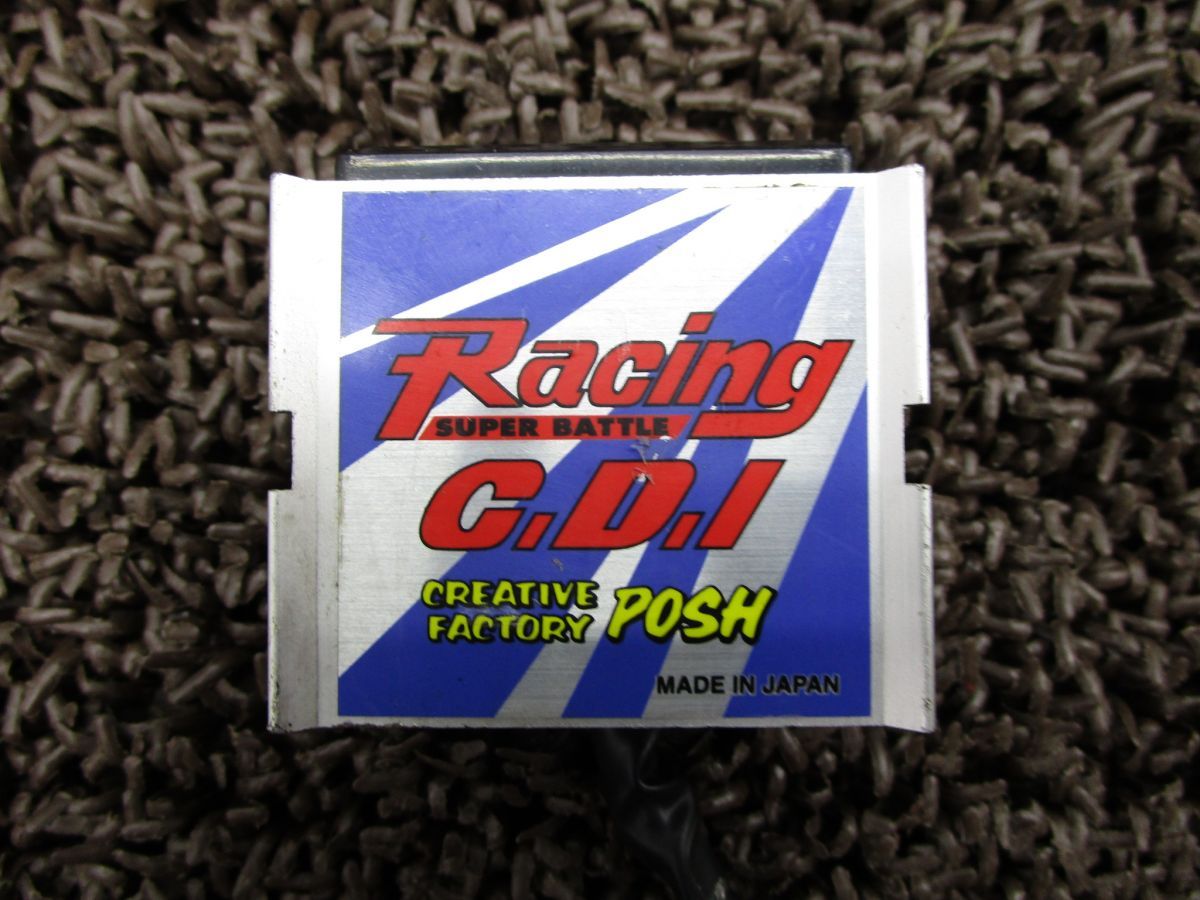 Racing
SUPER BATTLE
C.D.I
CREATIVE
FACTORY POSH
MADE IN JAPAN